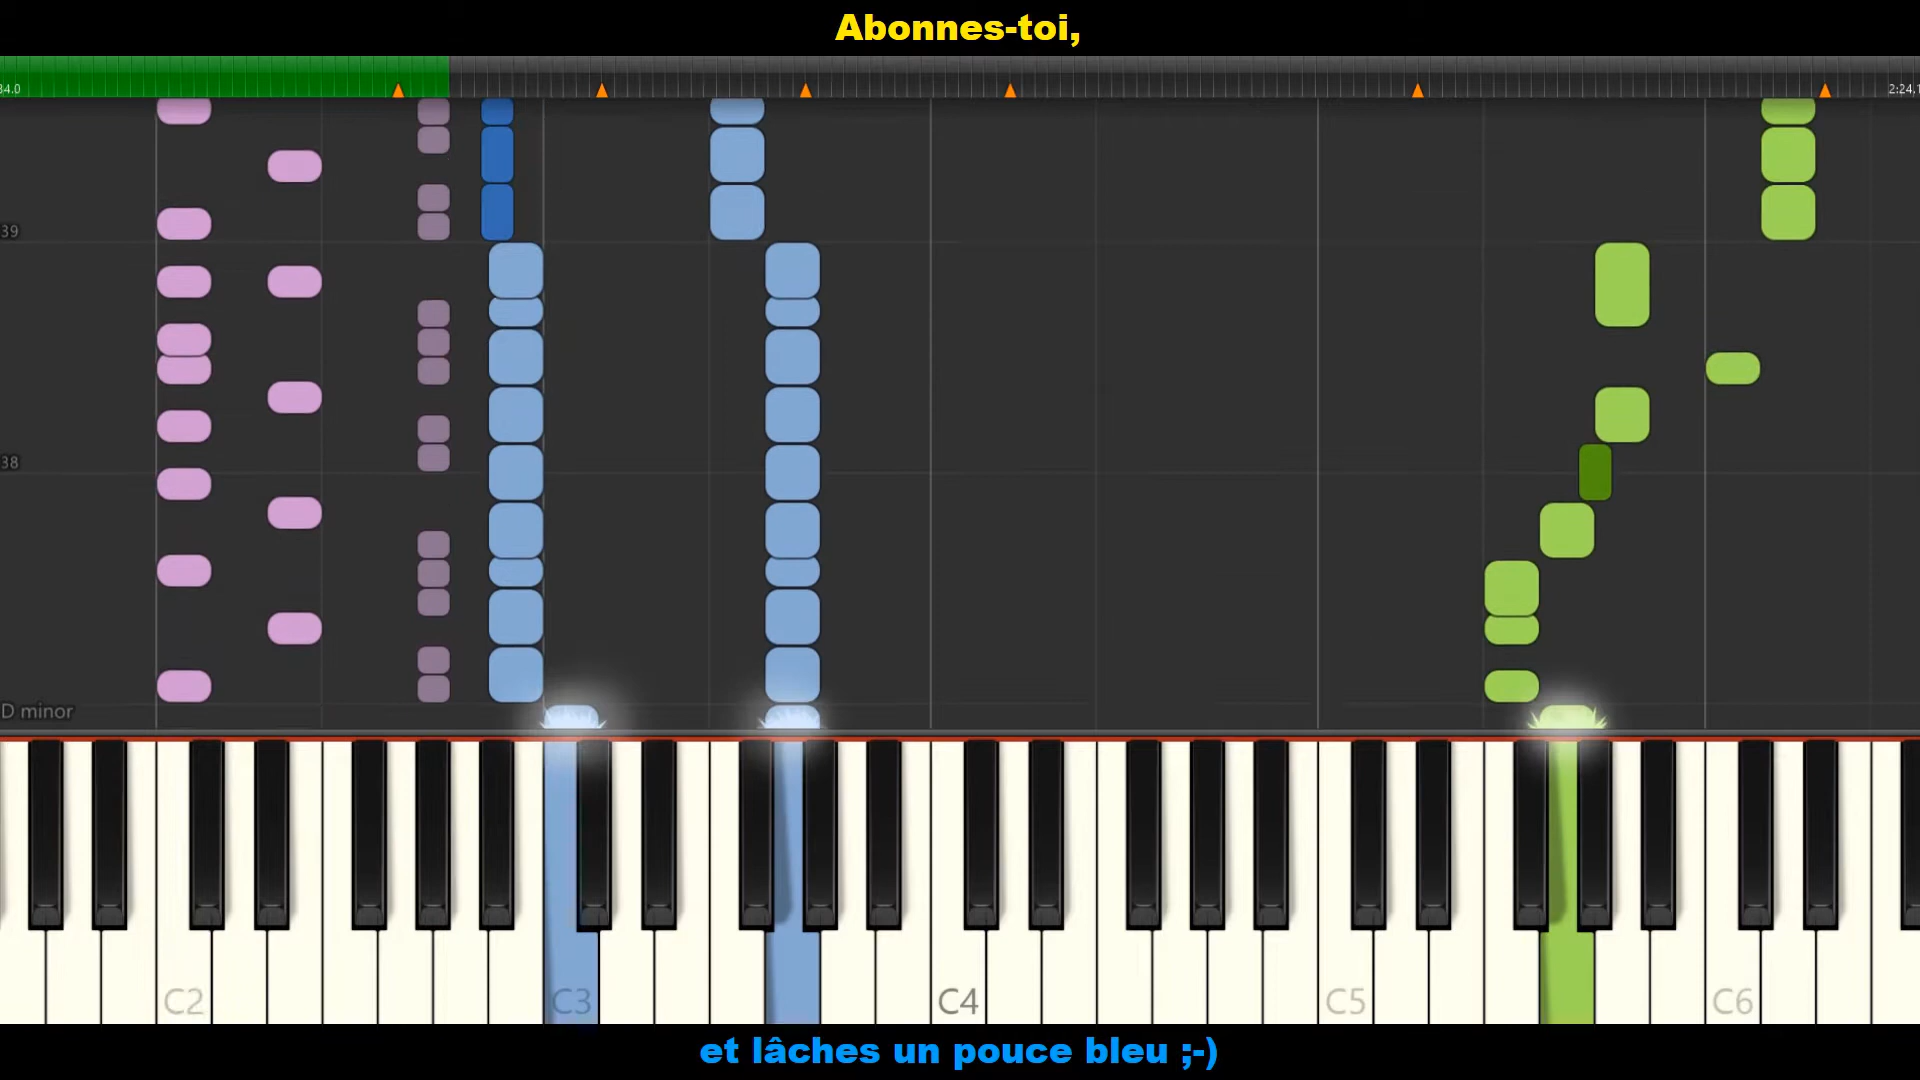 Abonnes-toi,
34.0
2:24.1
39
38
D minor
C2 C3 C4 C5 C6
et lâches un pouce bleu ;-)